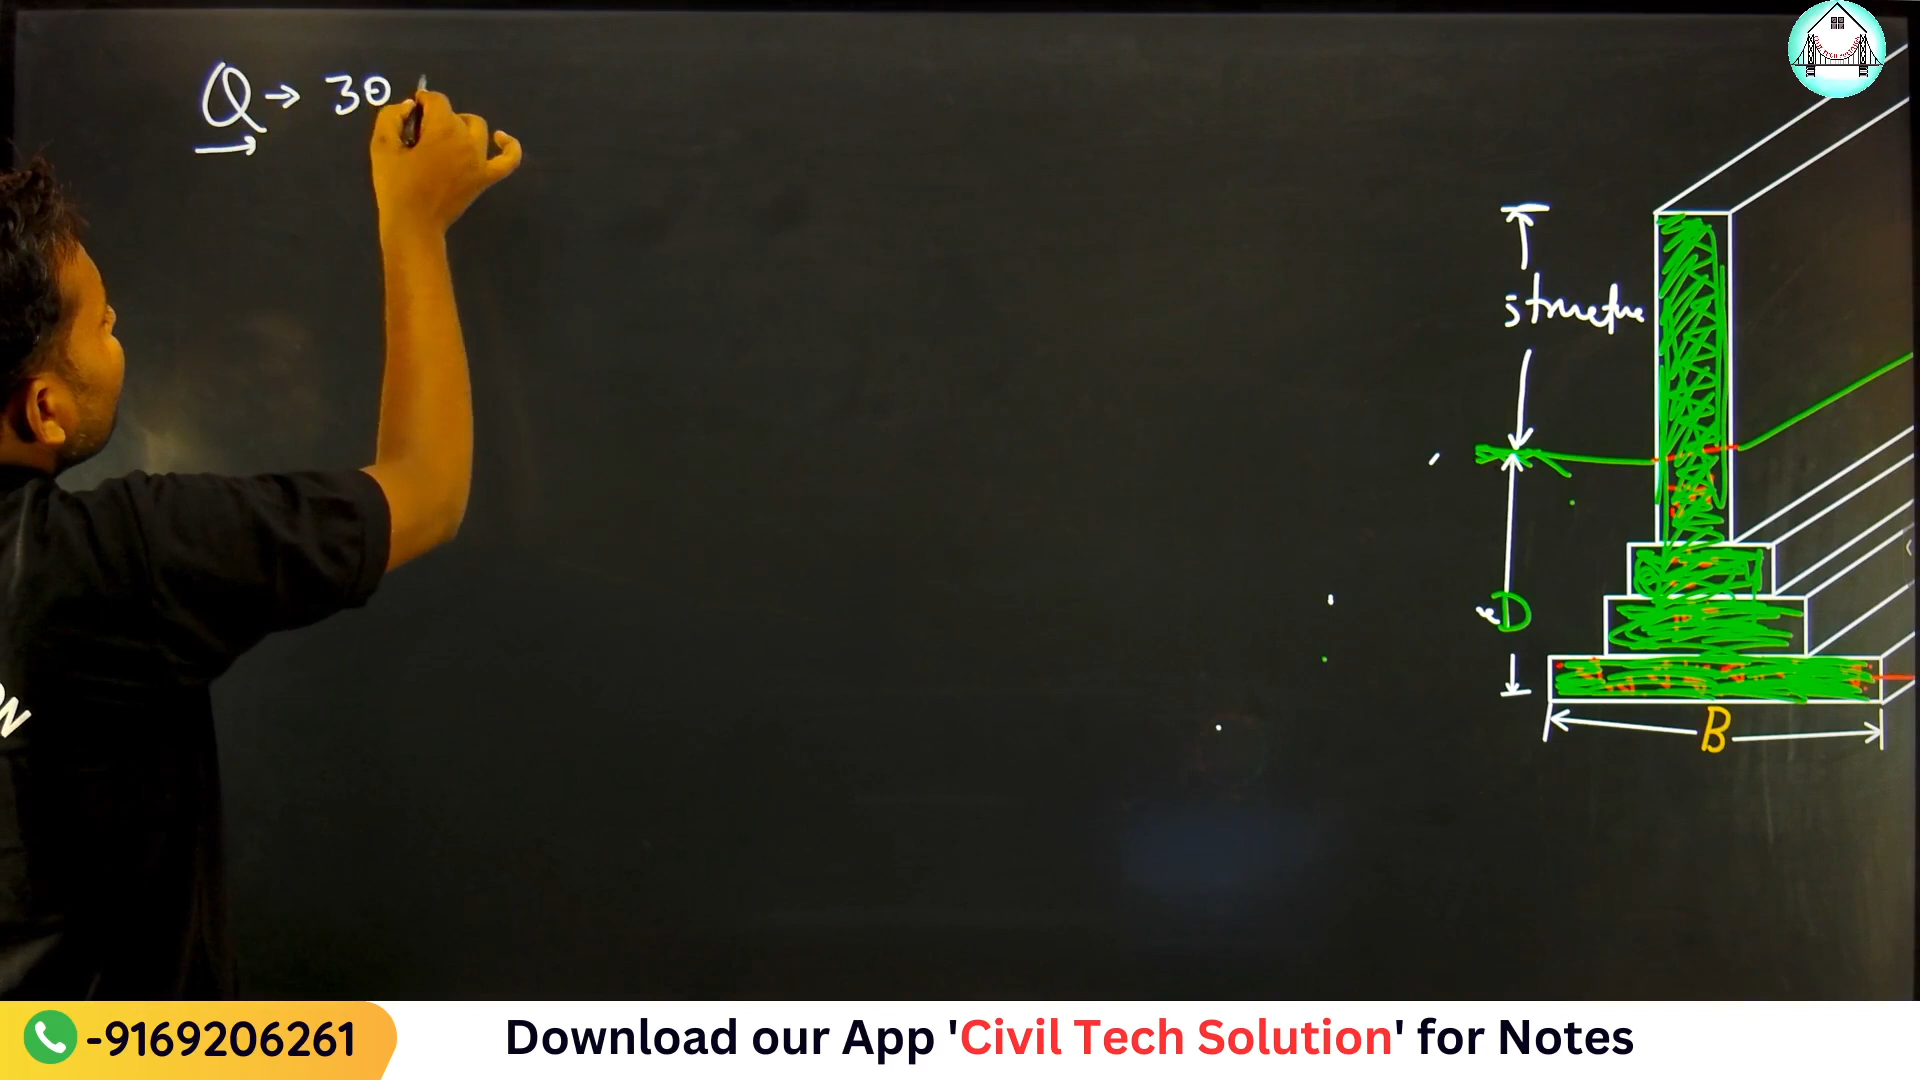 Q → 30
structure
D
B
-9169206261
Download our App 'Civil Tech Solution' for Notes